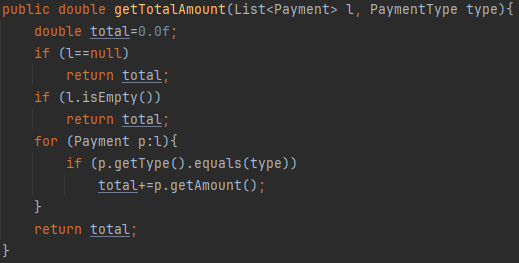 public double getTotalAmount(List<Payment> l, PaymentType type){
    double total=0.0f;
    if (l==null)
        return total;
    if (l.isEmpty())
        return total;
    for (Payment p:l){
        if (p.getType().equals(type))
            total+=p.getAmount();
    }
    return total;
}